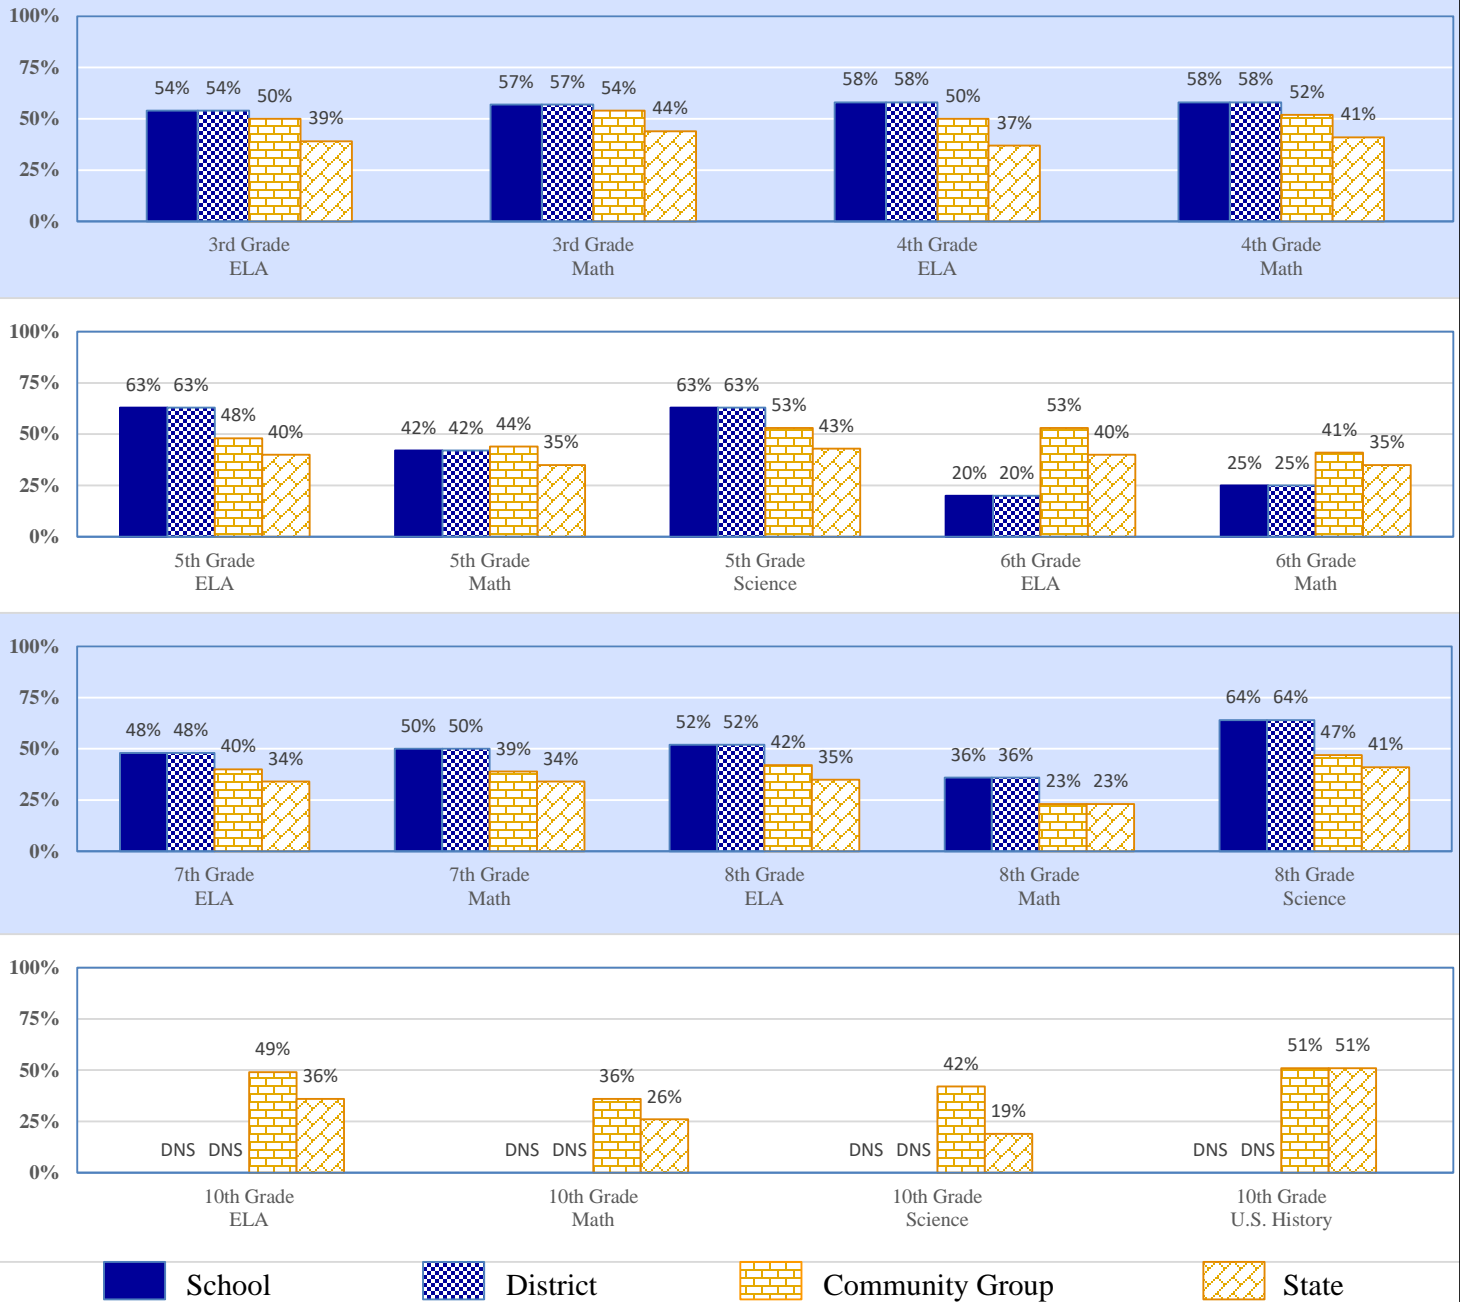 100%
75%
50%
25%
0%
54% 54% 50% 39%
57% 57% 54% 44%
58% 58% 50% 37%
58% 58% 52% 41%
3rd Grade
ELA
3rd Grade
Math
4th Grade
ELA
4th Grade
Math
100%
75%
50%
25%
0%
63% 63% 48% 40%
42% 42% 44% 35%
63% 63% 53% 43%
20% 20% 53% 40%
25% 25% 41% 35%
5th Grade
ELA
5th Grade
Math
5th Grade
Science
6th Grade
ELA
6th Grade
Math
100%
75%
50%
25%
0%
48% 48% 40% 34%
50% 50% 39% 34%
52% 52% 42% 35%
36% 36% 23% 23%
64% 64% 47% 41%
7th Grade
ELA
7th Grade
Math
8th Grade
ELA
8th Grade
Math
8th Grade
Science
100%
75%
50%
25%
0%
DNS DNS 49% 36%
DNS DNS 36% 26%
DNS DNS 42% 19%
DNS DNS 51% 51%
10th Grade
ELA
10th Grade
Math
10th Grade
Science
10th Grade
U.S. History
School
District
Community Group
State